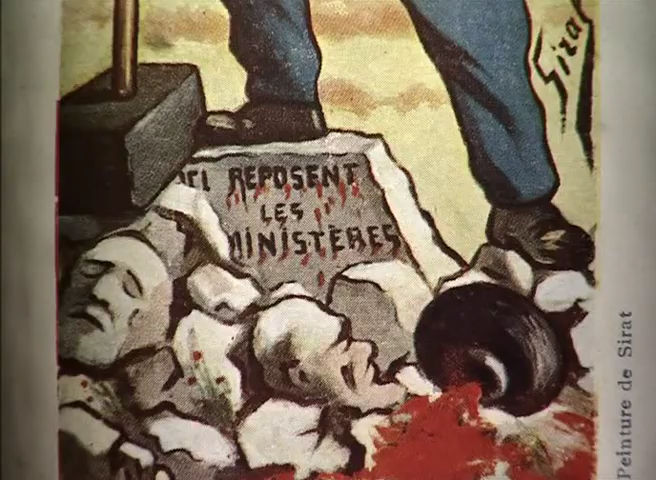 ICI REPOSENT
LES
MINISTÈRES
Sirat
Peinture de Sirat